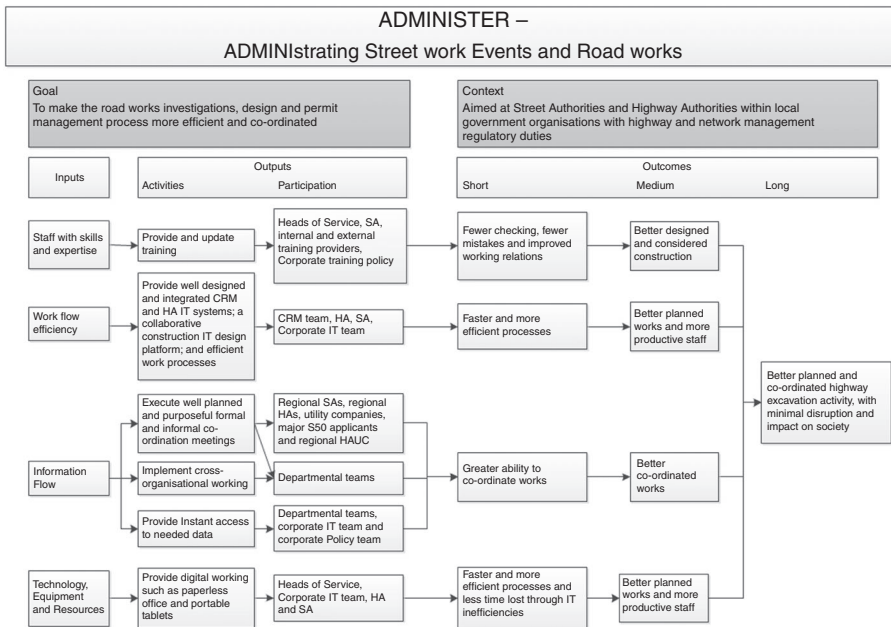 ADMINISTER –
ADMINIstrating Street work Events and Road works
Goal
To make the road works investigations, design and permit
management process more efficient and co-ordinated
Context
Aimed at Street Authorities and Highway Authorities within local
government organisations with highway and network management
regulatory duties
Inputs
Outputs
Activities
Participation
Outcomes
Short
Medium
Long
Staff with skills
and expertise
Provide and update
training
Heads of Service, SA,
internal and external
training providers,
Corporate training policy
Fewer checking, fewer
mistakes and improved
working relations
Better designed
and considered
construction
Work flow
efficiency
Provide well designed
and integrated CRM
and HA IT systems; a
collaborative
construction IT design
platform; and efficient
work processes
CRM team, HA, SA,
Corporate IT team
Faster and more
efficient processes
Better planned
works and more
productive staff
Better planned and
co-ordinated highway
excavation activity, with
minimal disruption and
impact on society
Information
Flow
Execute well planned
and purposeful formal
and informal co-
ordination meetings
Regional SAs, regional
HAs, utility companies,
major S50 applicants
and regional HAUC
Implement cross-
organisational working
Departmental teams
Provide Instant access
to needed data
Departmental teams,
corporate IT team and
corporate Policy team
Greater ability to
co-ordinate works
Better
co-ordinated
works
Technology,
Equipment
and Resources
Provide digital working
such as paperless
office and portable
tablets
Heads of Service,
Corporate IT team, HA
and SA
Faster and more
efficient processes and
less time lost through IT
inefficiencies
Better planned
works and more
productive staff